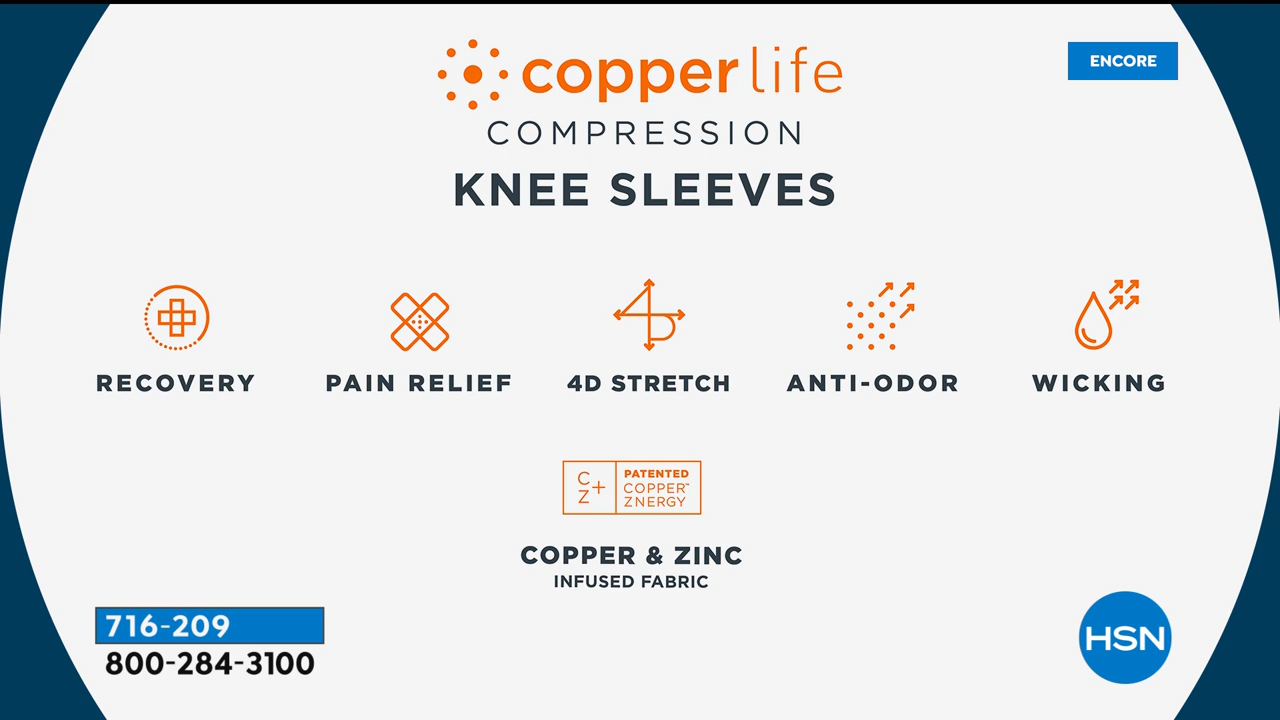 copper life
ENCORE
COMPRESSION
KNEE SLEEVES
RECOVERY
PAIN RELIEF
4D STRETCH
ANTI-ODOR
WICKING
C+
Z
PATENTED
COPPER™
ZNERGY
COPPER & ZINC
INFUSED FABRIC
716-209
800-284-3100
HSN